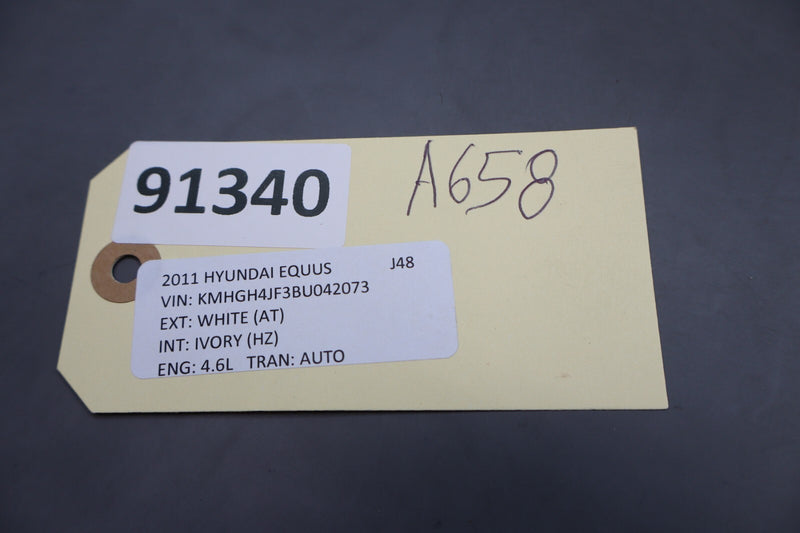 91340
A658
2011 HYUNDAI EQUUS J48
VIN: KMHGH4JF3BU042073
EXT: WHITE (AT)
INT: IVORY (HZ)
ENG: 4.6L TRAN: AUTO